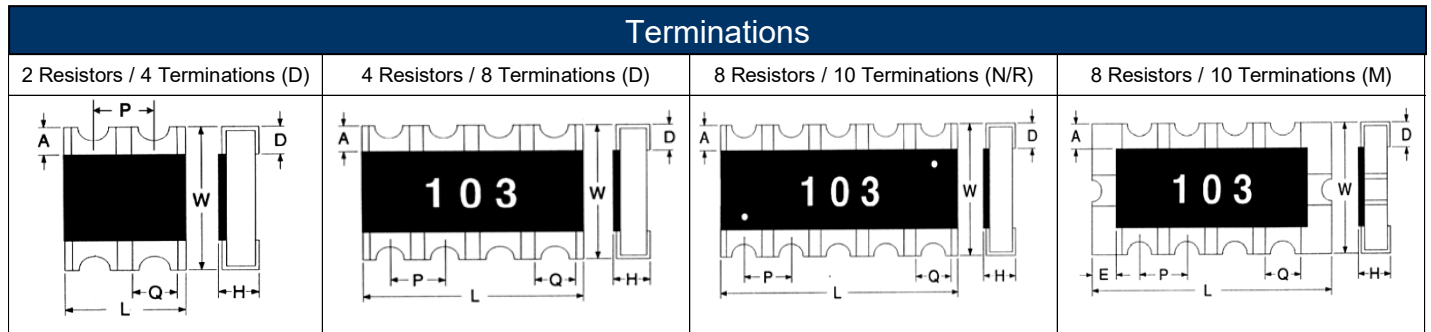 Terminations
2 Resistors / 4 Terminations (D)
4 Resistors / 8 Terminations (D)
8 Resistors / 10 Terminations (N/R)
8 Resistors / 10 Terminations (M)
P
A
D
W
Q
H
L
A
D
103
W
P
Q
H
L
A
D
103
W
P
Q
H
L
A
D
103
W
E
P
Q
H
L